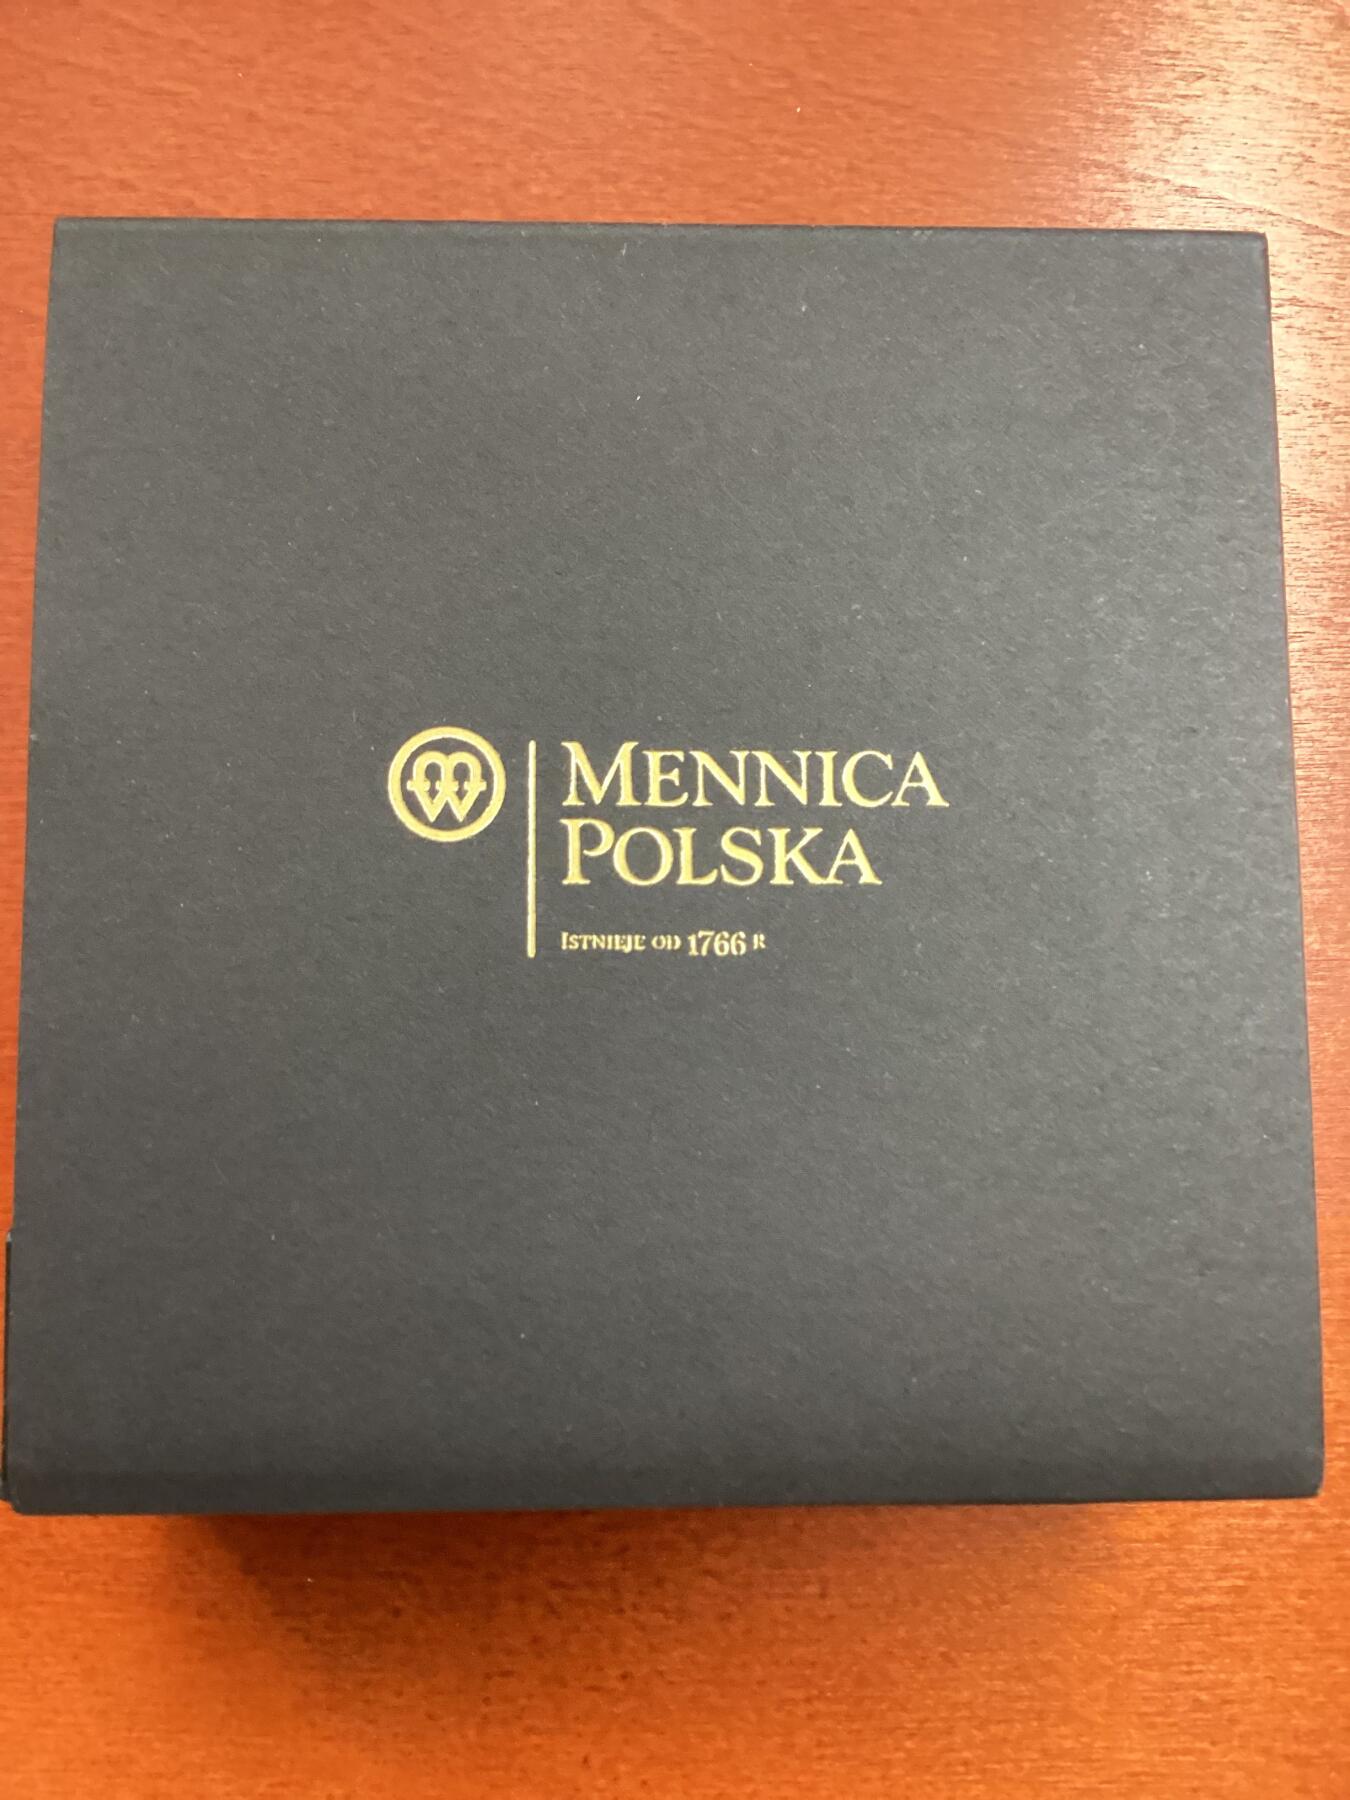 MENNICA
POLSKA
ISTNIEJE OD 1766 R